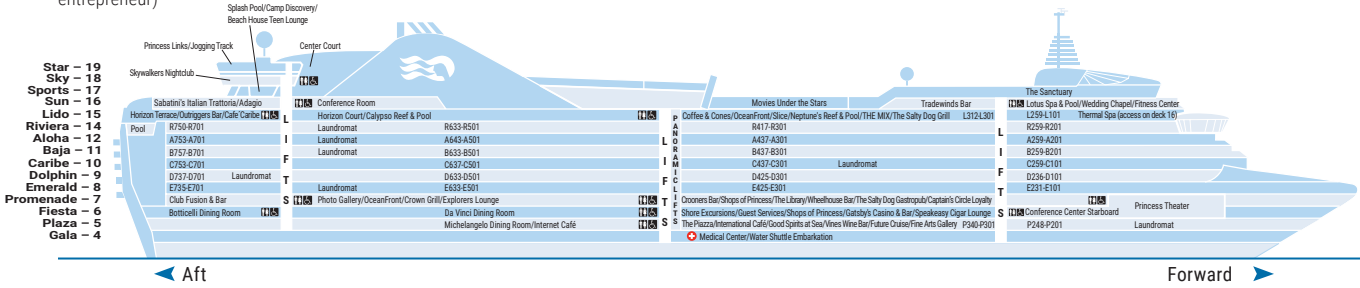 entrepreneur)
Splash Pool/Camp Discovery/
Beach House Teen Lounge
Princess Links/Jogging Track
Center Court
Skywalkers Nightclub
Star – 19
Sky – 18
Sports – 17
The Sanctuary
Sun – 16
Sabatini's Italian Trattoria/Adagio
Conference Room
Movies Under the Stars
Tradewinds Bar
Lotus Spa & Pool/Wedding Chapel/Fitness Center
Lido – 15
Horizon Terrace/Outriggers Bar/Cafe' Caribe
Horizon Court/Calypso Reef & Pool
Coffee & Cones/OceanFront/Slice/Neptune's Reef & Pool/THE MIX/The Salty Dog Grill L312-L301
L259-L101 Thermal Spa (access on deck 16)
Riviera – 14
Pool
R750-R701
Laundromat
R633-R501
R417-R301
R259-R201
Aloha – 12
A753-A701
Laundromat
A643-A501
A437-A301
A259-A201
Baja – 11
B757-B701
Laundromat
B633-B501
B437-B301
B259-B201
Caribe – 10
C753-C701
C637-C501
C437-C301
Laundromat
C259-C101
Dolphin – 9
D737-D701
Laundromat
D633-D501
D425-D301
D236-D101
Emerald – 8
E735-E701
Laundromat
E633-E501
E425-E301
E231-E101
Promenade – 7
Club Fusion & Bar
Photo Gallery/OceanFront/Crown Grill/Explorers Lounge
Crooners Bar/Shops of Princess/The Library/Wheelhouse Bar/The Salty Dog Gastropub/Captain's Circle Loyalty
Princess Theater
Fiesta – 6
Botticelli Dining Room
Da Vinci Dining Room
Shore Excursions/Guest Services/Shops of Princess/Gatsby's Casino & Bar/Speakeasy Cigar Lounge
Conference Center Starboard
Plaza – 5
Michelangelo Dining Room/Internet Café
The Piazza/International Café/Good Spirits at Sea/Vines Wine Bar/Future Cruise/Fine Arts Gallery P340-P301
P248-P201
Laundromat
Gala – 4
Medical Center/Water Shuttle Embarkation
LIFTS
LIFTS
PANORAMIC LIFTS
LIFTS
Aft
Forward